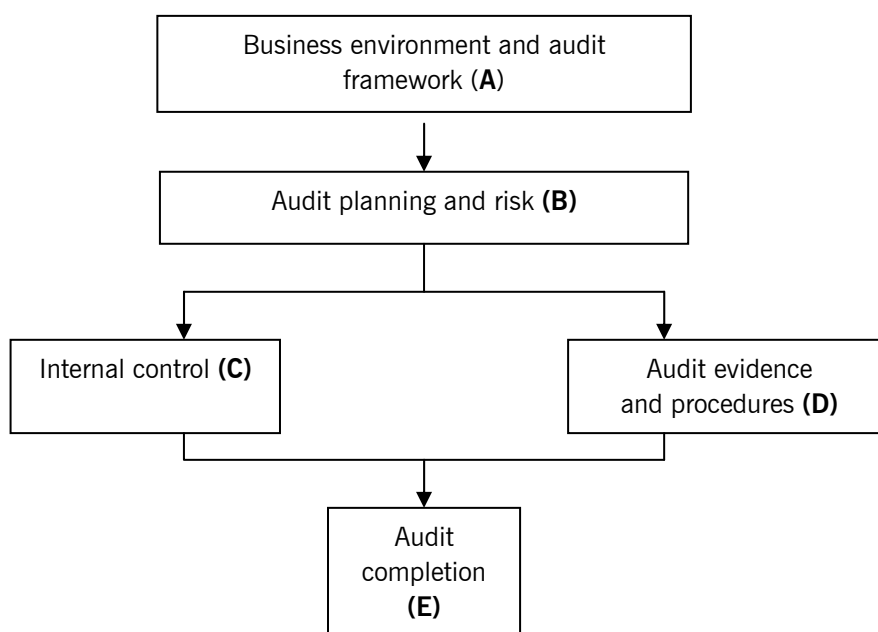 Business environment and audit
framework (A)
Audit planning and risk (B)
Internal control (C)
Audit evidence
and procedures (D)
Audit
completion
(E)